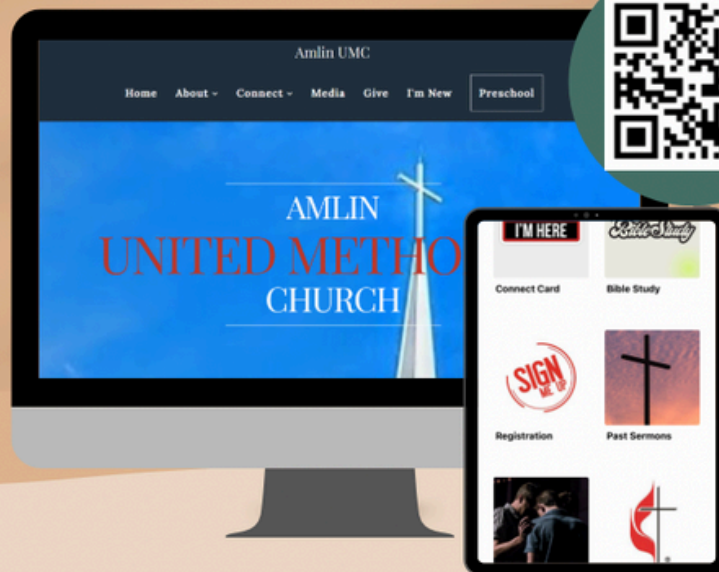 Amlin UMC
Home About Connect Media Give I'm New Preschool
AMLIN
UNITED METHO
CHURCH
I'M HERE Bible Study
Connect Card Bible Study
SIGN
ME UP
Registration Past Sermons